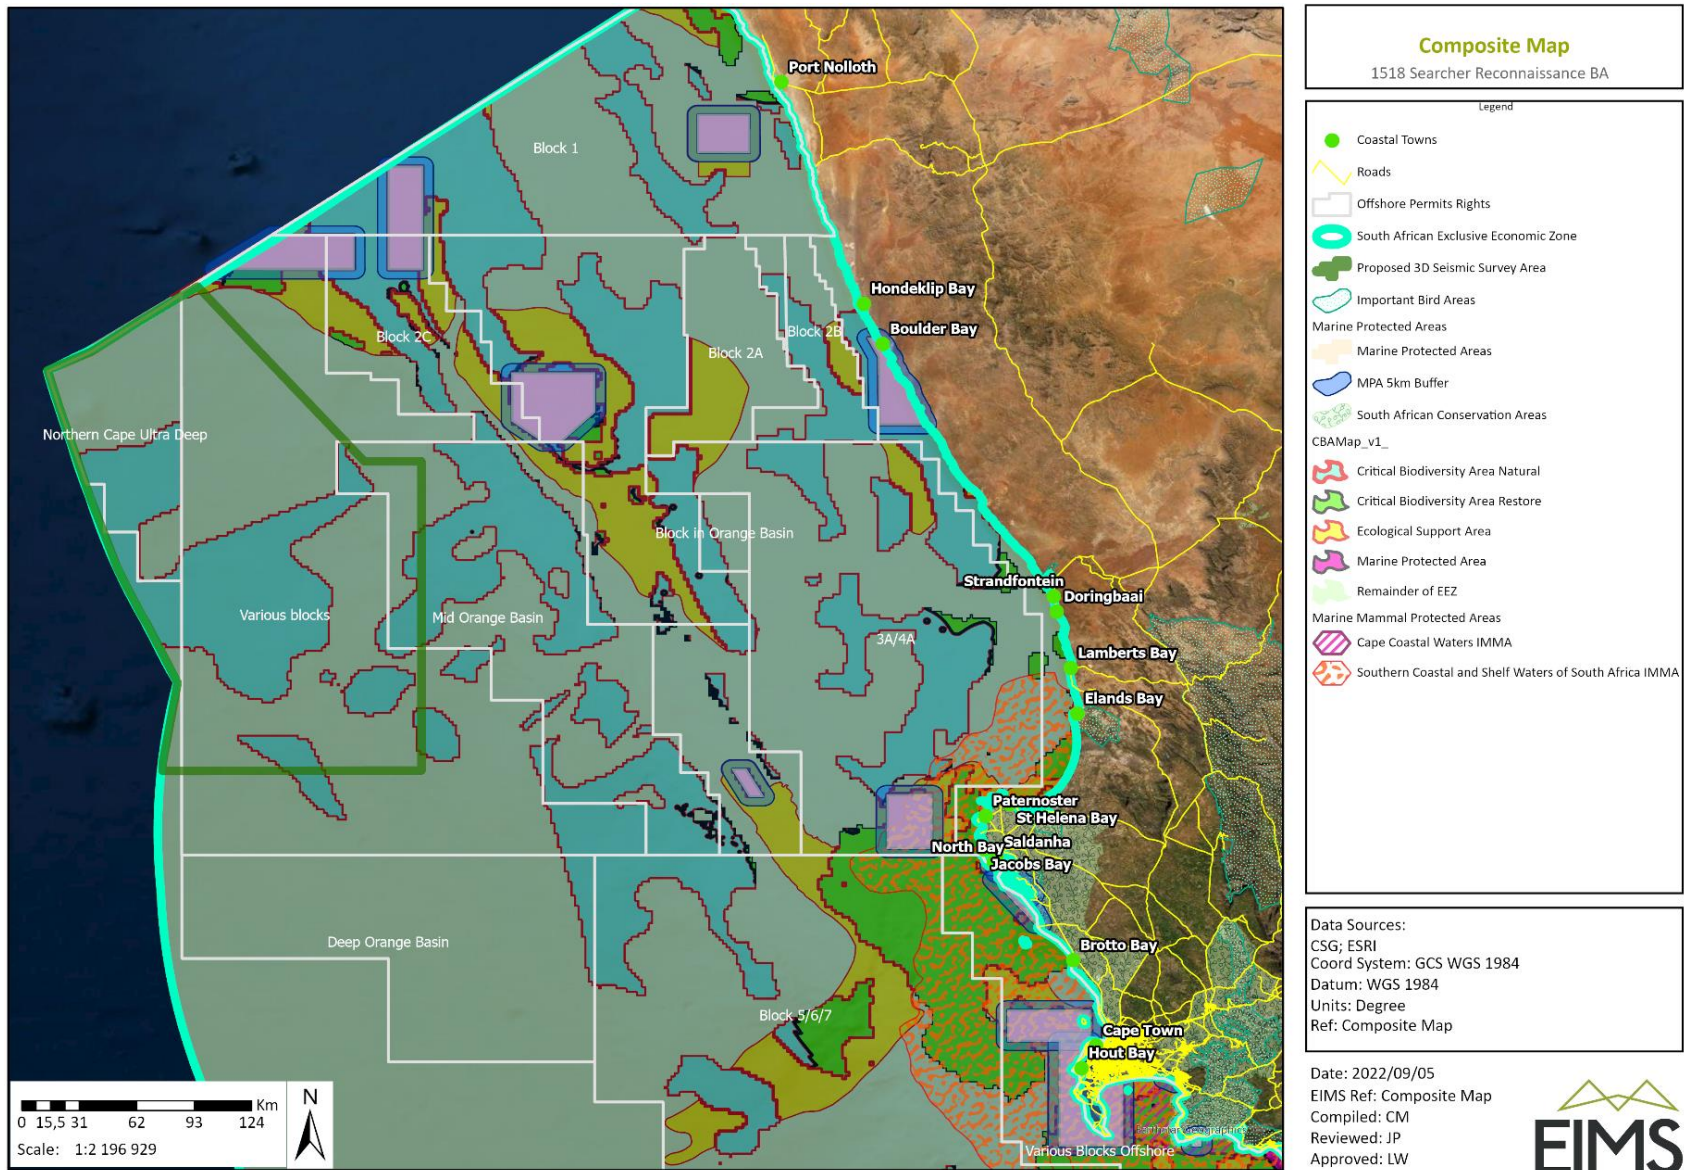 Composite Map
1518 Searcher Reconnaissance BA
Legend
Coastal Towns
Roads
Offshore Permits Rights
South African Exclusive Economic Zone
Proposed 3D Seismic Survey Area
Important Bird Areas
Marine Protected Areas
Marine Protected Areas
MPA 5km Buffer
South African Conservation Areas
CBAMap_v1_
Critical Biodiversity Area Natural
Critical Biodiversity Area Restore
Ecological Support Area
Marine Protected Area
Remainder of EEZ
Marine Mammal Protected Areas
Cape Coastal Waters IMMA
Southern Coastal and Shelf Waters of South Africa IMMA
Data Sources:
CSG; ESRI
Coord System: GCS WGS 1984
Datum: WGS 1984
Units: Degree
Ref: Composite Map
Date: 2022/09/05
EIMS Ref: Composite Map
Compiled: CM
Reviewed: JP
Approved: LW
EIMS
Port Nolloth
Block 1
Hondeklip Bay
Boulder Bay
Block 2B
Block 2C
Block 2A
Northern Cape Ultra Deep
Block in Orange Basin
Strandfontein
Doringbaai
Various blocks
Mid Orange Basin
3A/4A
Lamberts Bay
Elands Bay
Paternoster
St Helena Bay
North Bay
Saldanha
Jacobs Bay
Deep Orange Basin
Brotto Bay
Block 5/6/7
Cape Town
Hout Bay
Various Blocks Offshore
Km
0 15,5 31 62 93 124
Scale: 1:2 196 929
N